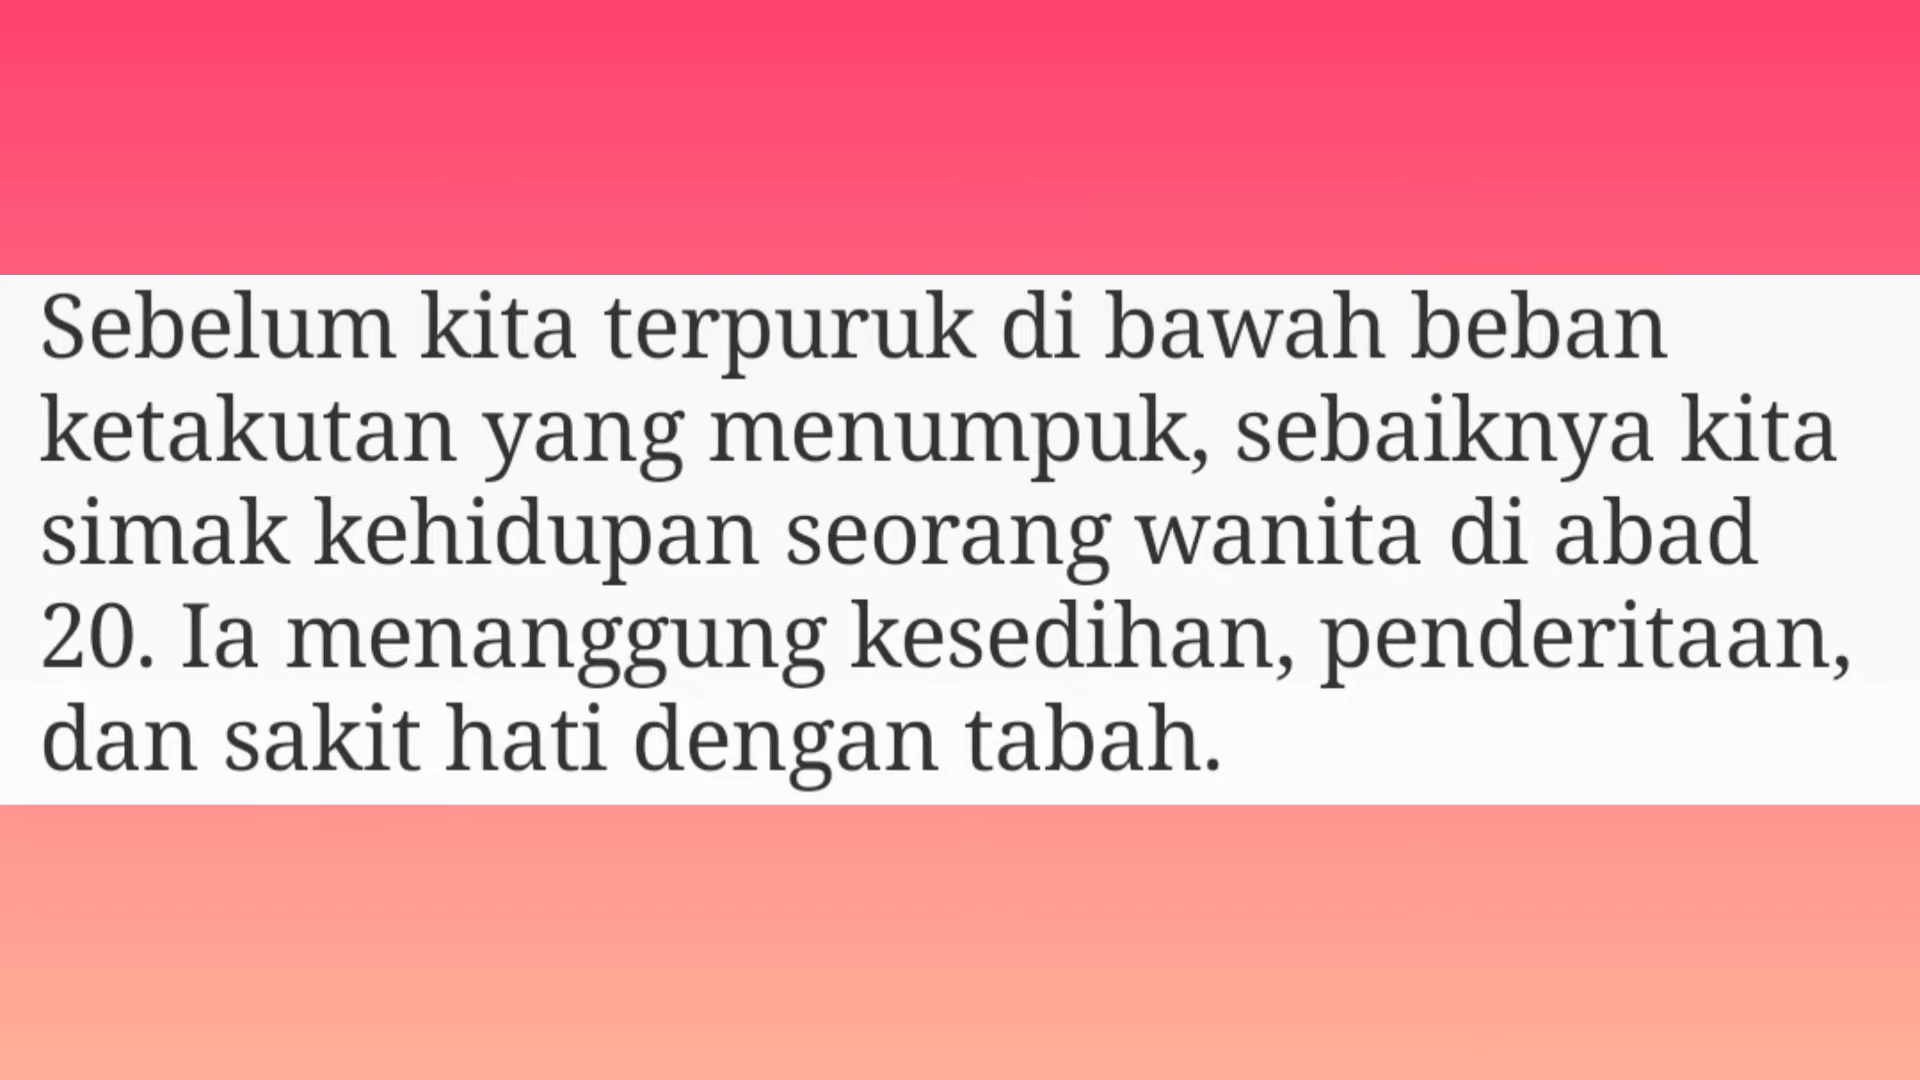 Sebelum kita terpuruk di bawah beban
ketakutan yang menumpuk, sebaiknya kita
simak kehidupan seorang wanita di abad
20. Ia menanggung kesedihan, penderitaan,
dan sakit hati dengan tabah.